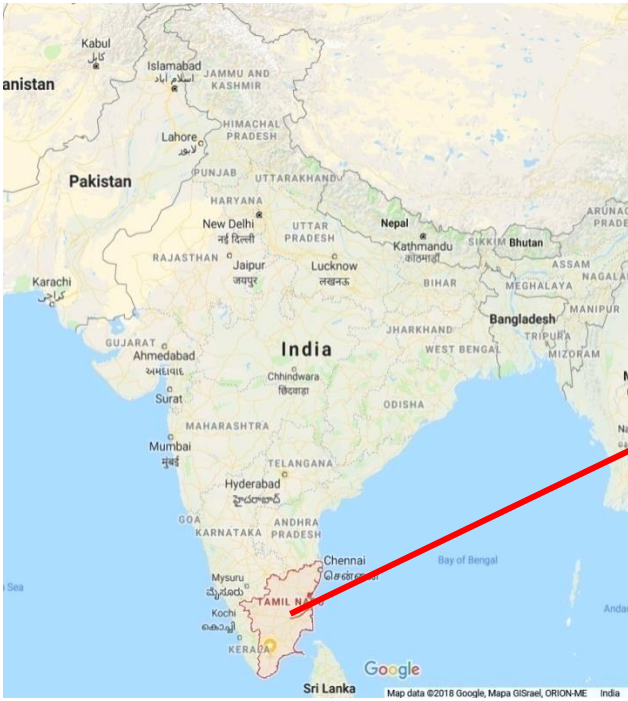 Kabul
کابل
anistan
Islamabad
اسلام آباد
JAMMU AND
KASHMIR
HIMACHAL
PRADESH
Lahore
لاہور
Pakistan
PUNJAB
UTTARAKHAND
HARYANA
New Delhi
नई दिल्ली
UTTAR
PRADESH
Nepal
Kathmandu
काठमाडौं
SIKKIM
Bhutan
ARUNAC
PRADE
RAJASTHAN
Jaipur
जयपुर
Lucknow
लखनऊ
ASSAM
NAGALA
BIHAR
MEGHALAYA
Karachi
کراچی
MANIPUR
Bangladesh
TRIPURA
MIZORAM
GUJARAT
Ahmedabad
અમદાવાદ
India
JHARKHAND
WEST BENGAL
Surat
Chhindwara
छिंदवाड़ा
ODISHA
MAHARASHTRA
Mumbai
मुंबई
Na
TELANGANA
Hyderabad
హైదరాబాద్
GOA
KARNATAKA
ANDHRA
PRADESH
Chennai
சென்னை
Bay of Bengal
Sea
Mysuru
ಮೈಸೂರು
TAMIL NADU
Kochi
കൊച്ചി
KERALA
Anda
Google
Sri Lanka
Map data ©2018 Google, Mapa GISrael, ORION-ME India